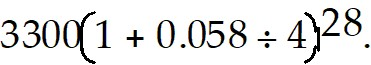 3300(1 + 0.058 ÷ 4)²⁸.